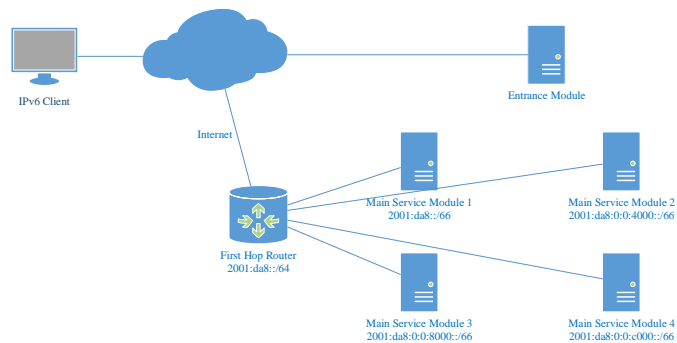 IPv6 Client
Entrance Module
Internet
Main Service Module 1
2001:da8::/66
Main Service Module 2
2001:da8:0:0:4000::/66
First Hop Router
2001:da8::/64
Main Service Module 3
2001:da8:0:0:8000::/66
Main Service Module 4
2001:da8:0:0:c000::/66